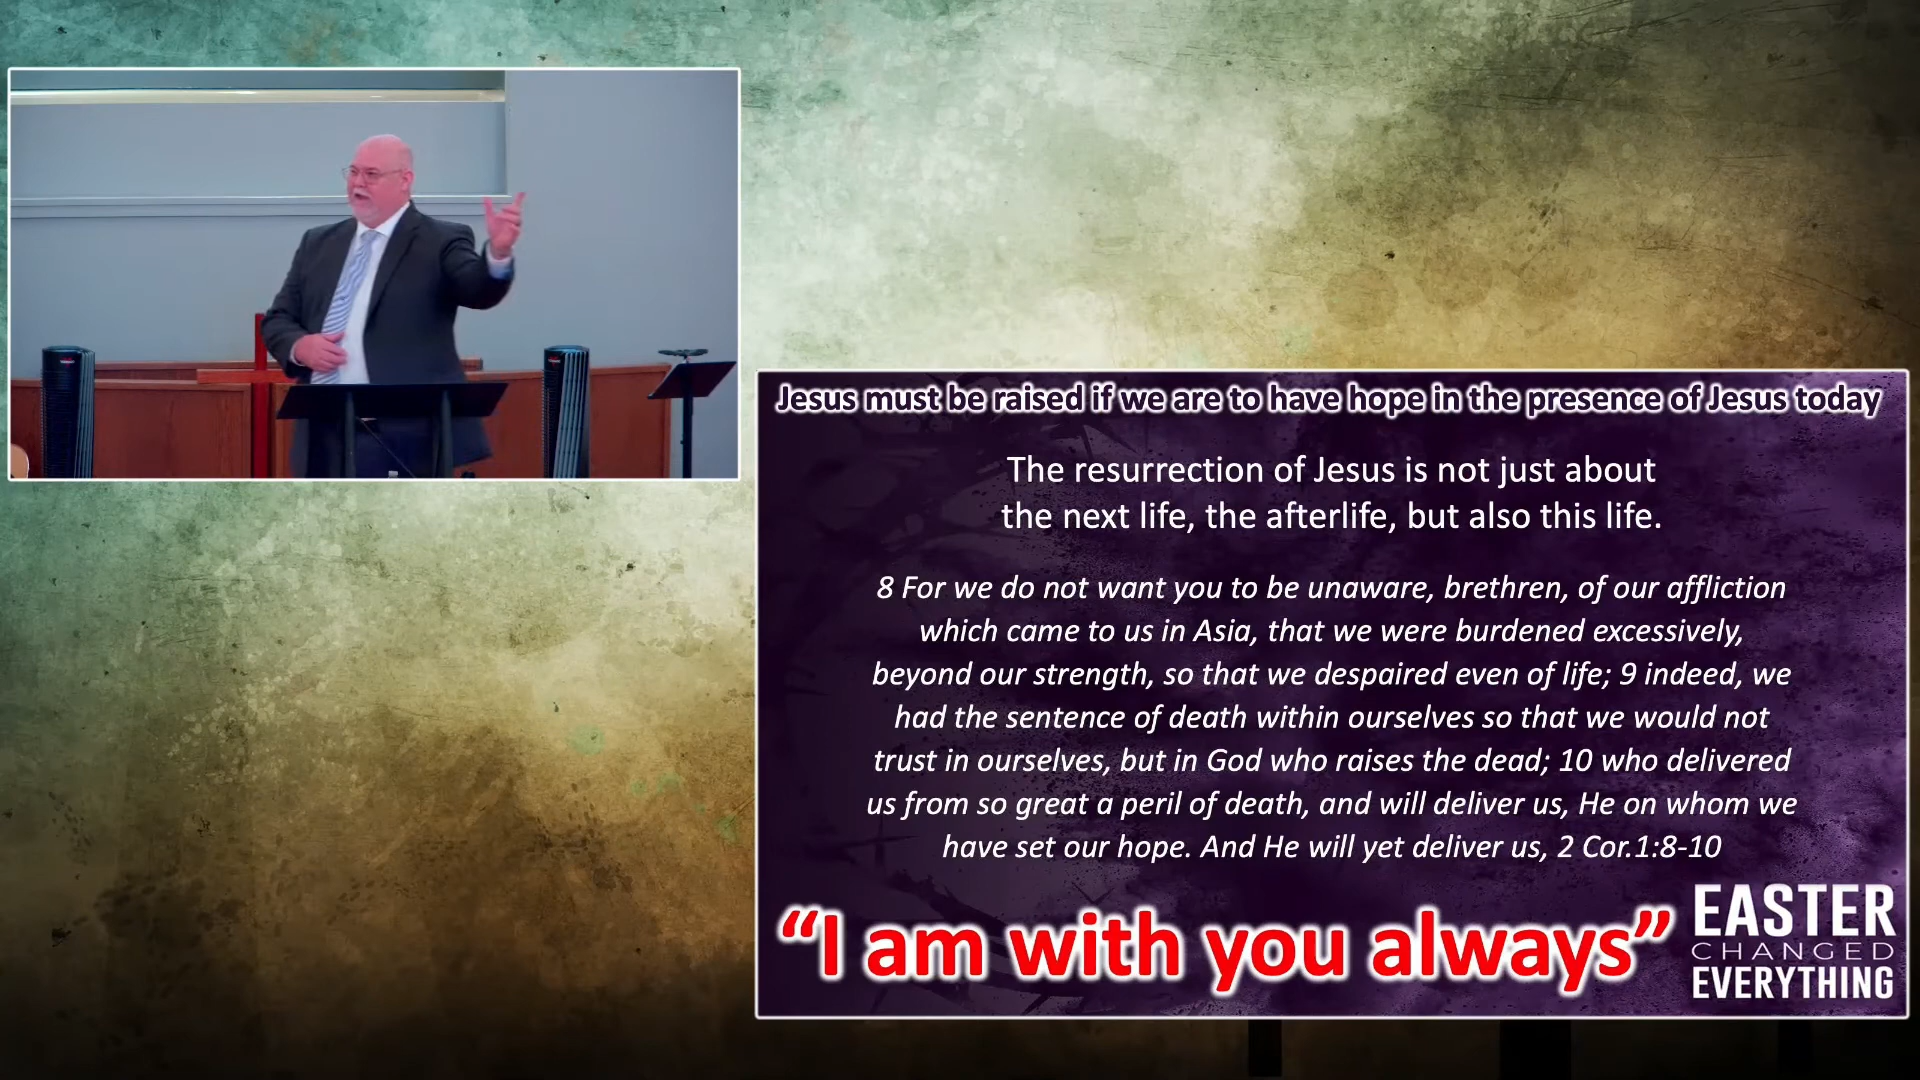 Jesus must be raised if we are to have hope in the presence of Jesus today
The resurrection of Jesus is not just about
the next life, the afterlife, but also this life.
8 For we do not want you to be unaware, brethren, of our affliction
which came to us in Asia, that we were burdened excessively,
beyond our strength, so that we despaired even of life; 9 indeed, we
had the sentence of death within ourselves so that we would not
trust in ourselves, but in God who raises the dead; 10 who delivered
us from so great a peril of death, and will deliver us, He on whom we
have set our hope. And He will yet deliver us, 2 Cor.1:8-10
“I am with you always”
EASTER
CHANGED
EVERYTHING